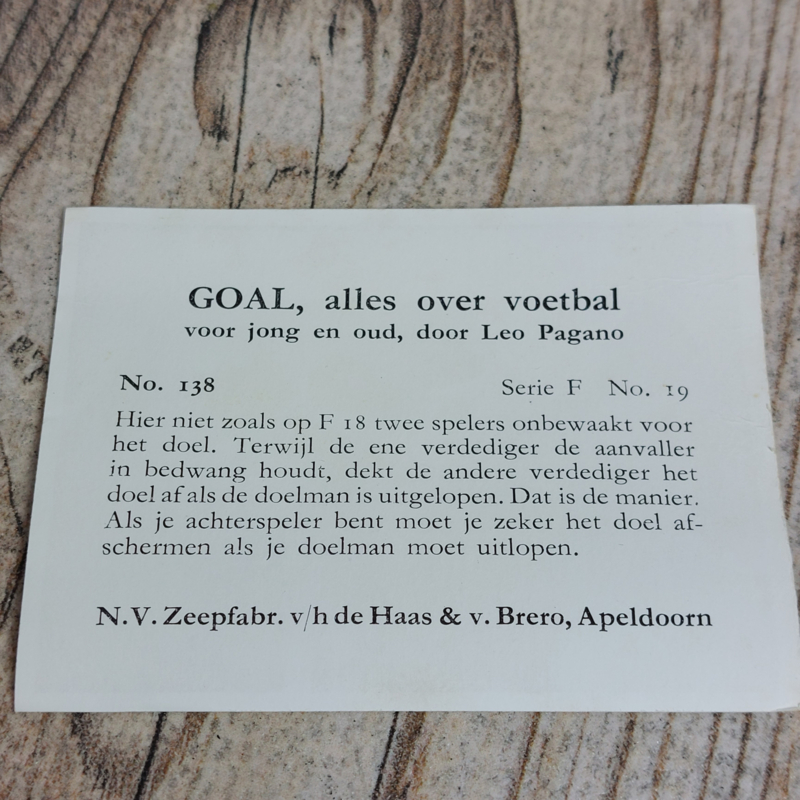 GOAL, alles over voetbal
voor jong en oud, door Leo Pagano
No. 138 Serie F No. 19
Hier niet zoals op F 18 twee spelers onbewaakt voor
het doel. Terwijl de ene verdediger de aanvaller
in bedwang houdt, dekt de andere verdediger het
doel af als de doelman is uitgelopen. Dat is de manier.
Als je achterspeler bent moet je zeker het doel af-
schermen als je doelman moet uitlopen.
N.V. Zeepfabr. v/h de Haas & v. Brero, Apeldoorn